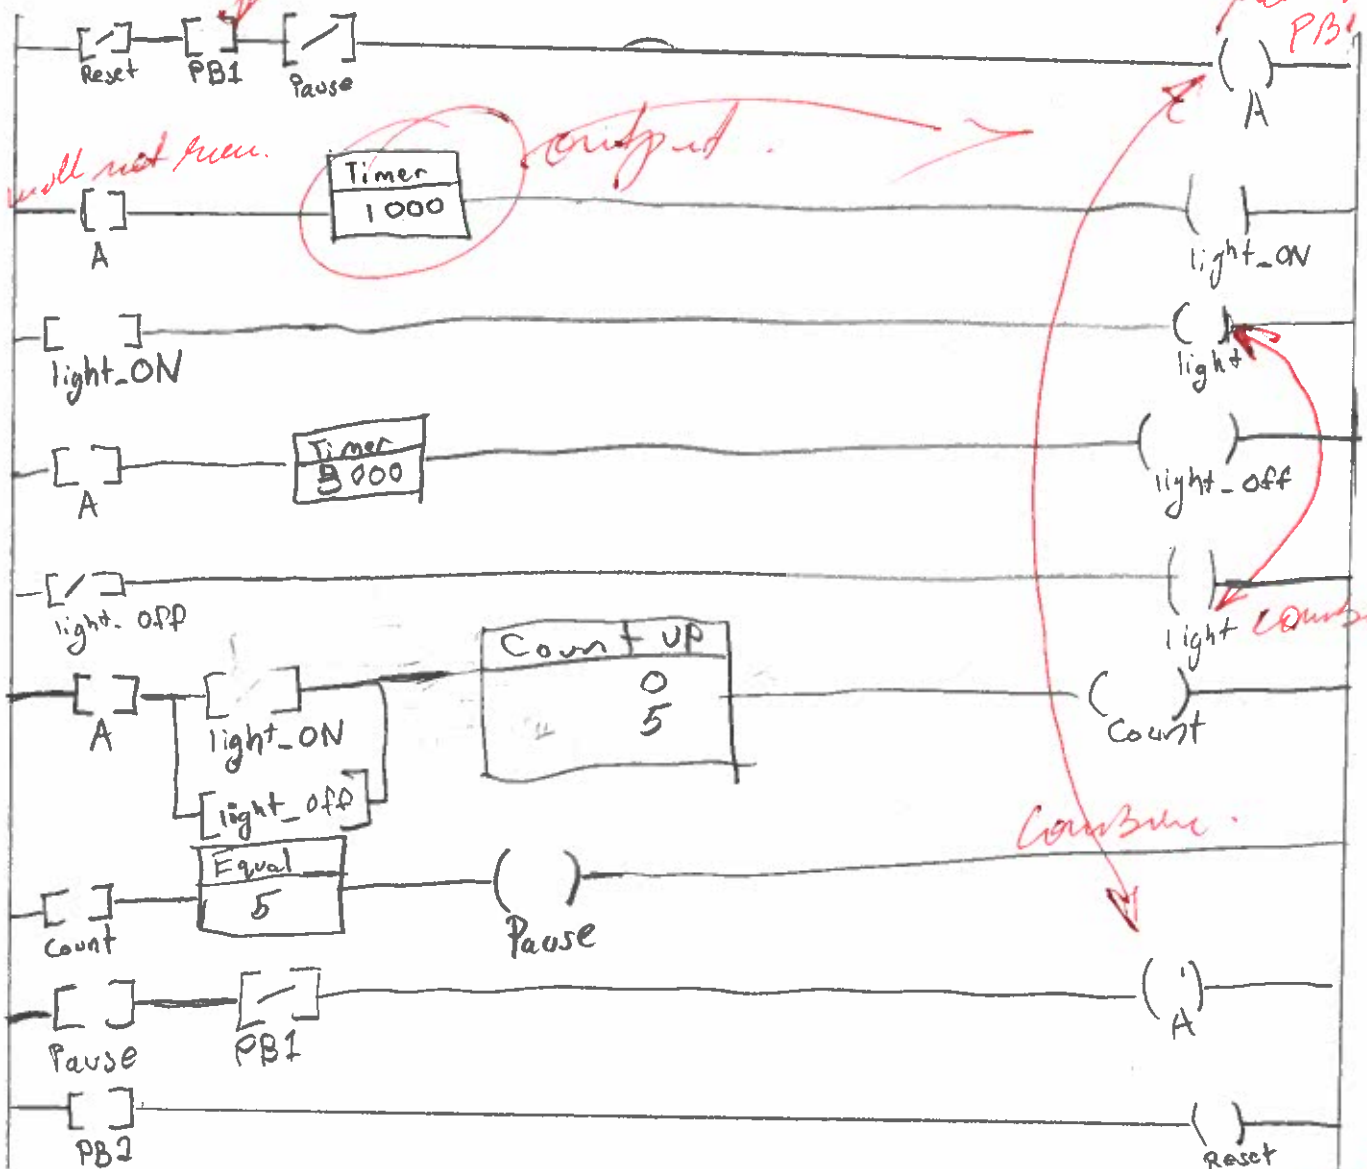 Reset
PB1
Pause
PB1
A
will not run.
Timer
1000
output.
A
light_ON
light_ON
light
A
Timer
3000
light_Off
light_Off
light
A
light_ON
light_Off
Count UP
0
5
Count
Combine.
Count
Equal
5
Pause
Pause
PB1
A
PB2
Reset